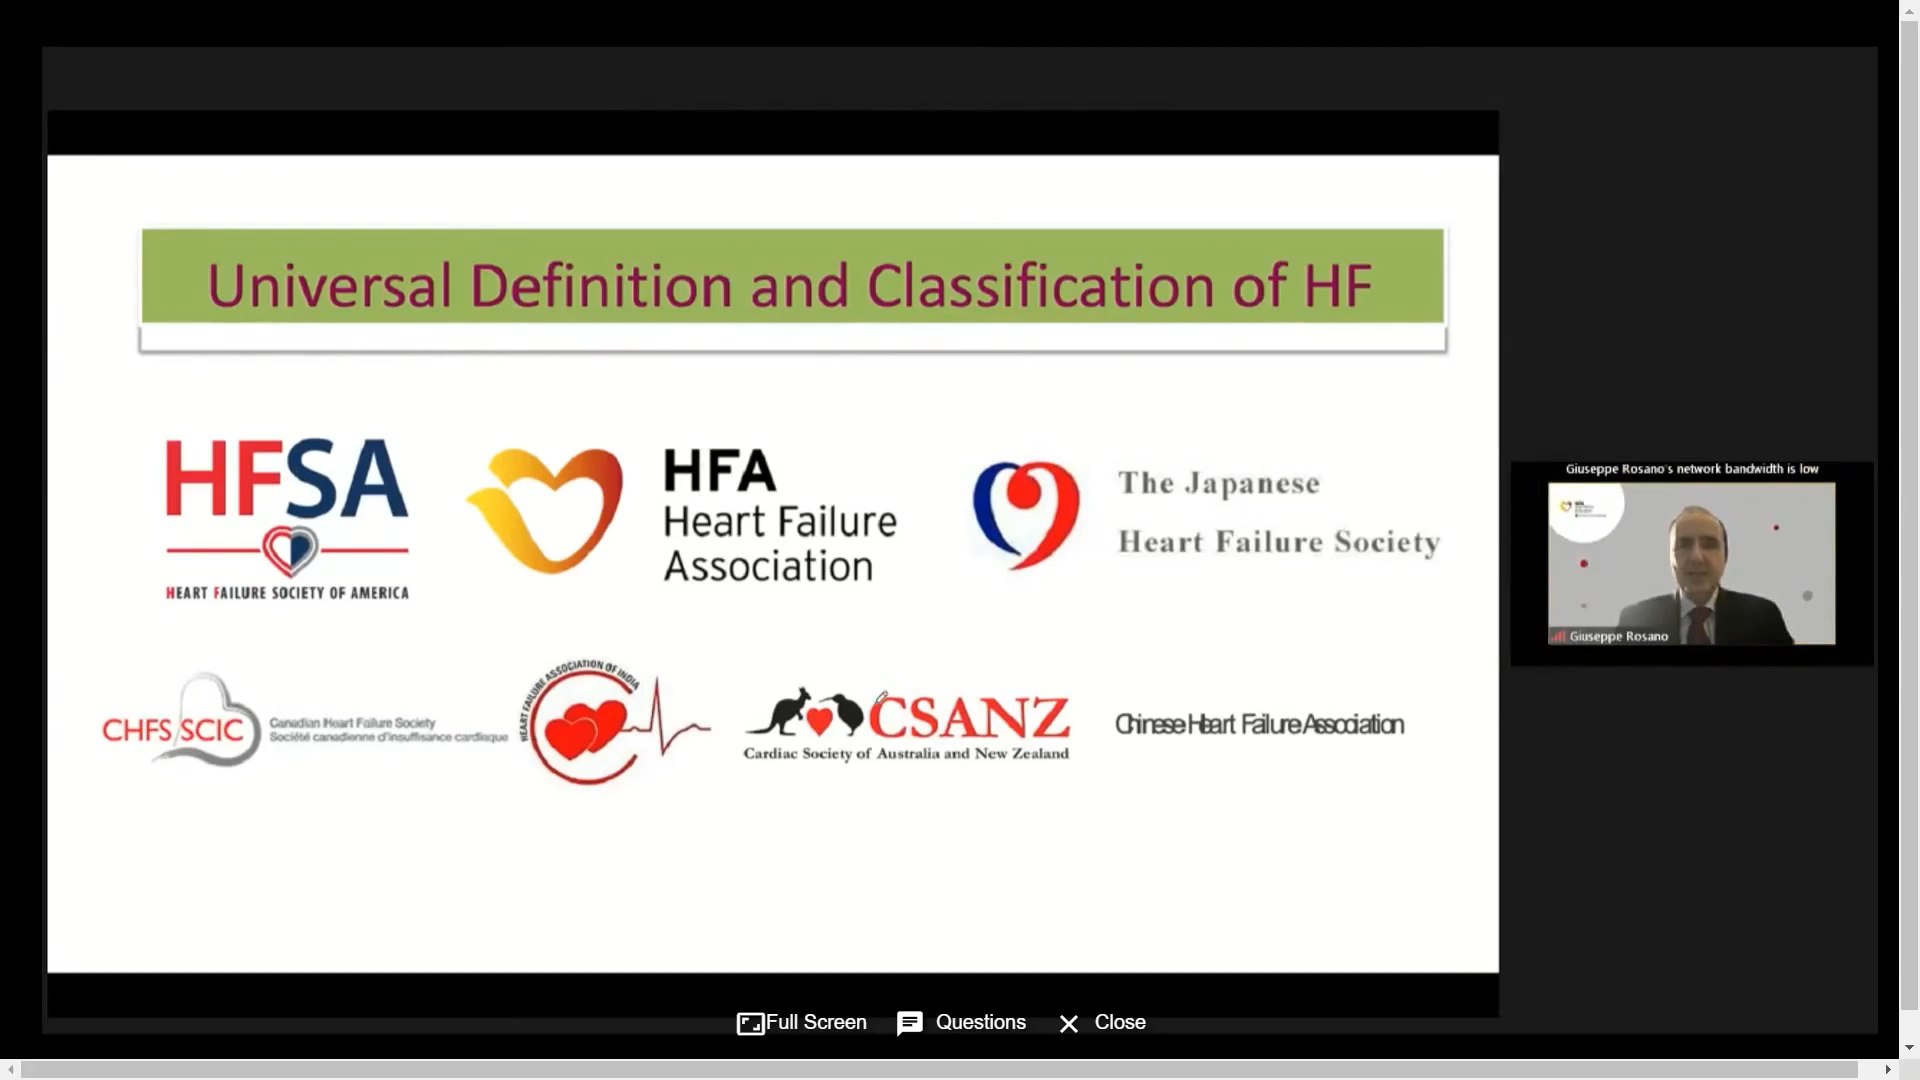 Universal Definition and Classification of HF
HFSA
HEART FAILURE SOCIETY OF AMERICA
HFA
Heart Failure
Association
The Japanese
Heart Failure Society
CHFS/SCIC
Canadian Heart Failure Society
Société canadienne d'insuffisance cardiaque
HEART FAILURE ASSOCIATION OF INDIA
CSANZ
Cardiac Society of Australia and New Zealand
Chinese Heart Failure Association
Giuseppe Rosano's network bandwidth is low
Giuseppe Rosano
Full Screen
Questions
Close